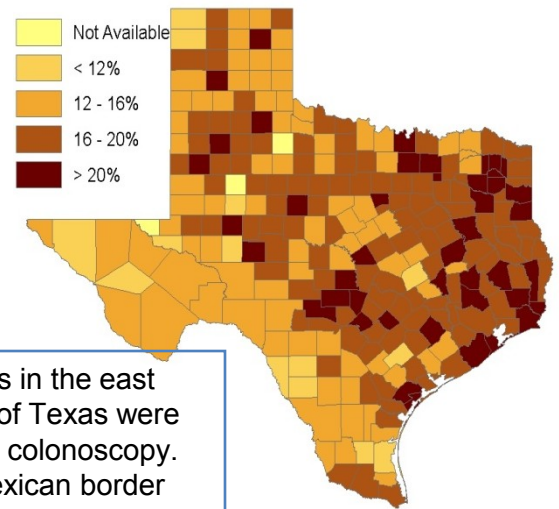 Not Available
< 12%
12 - 16%
16 - 20%
> 20%
s in the east
of Texas were
colonoscopy.
exican border